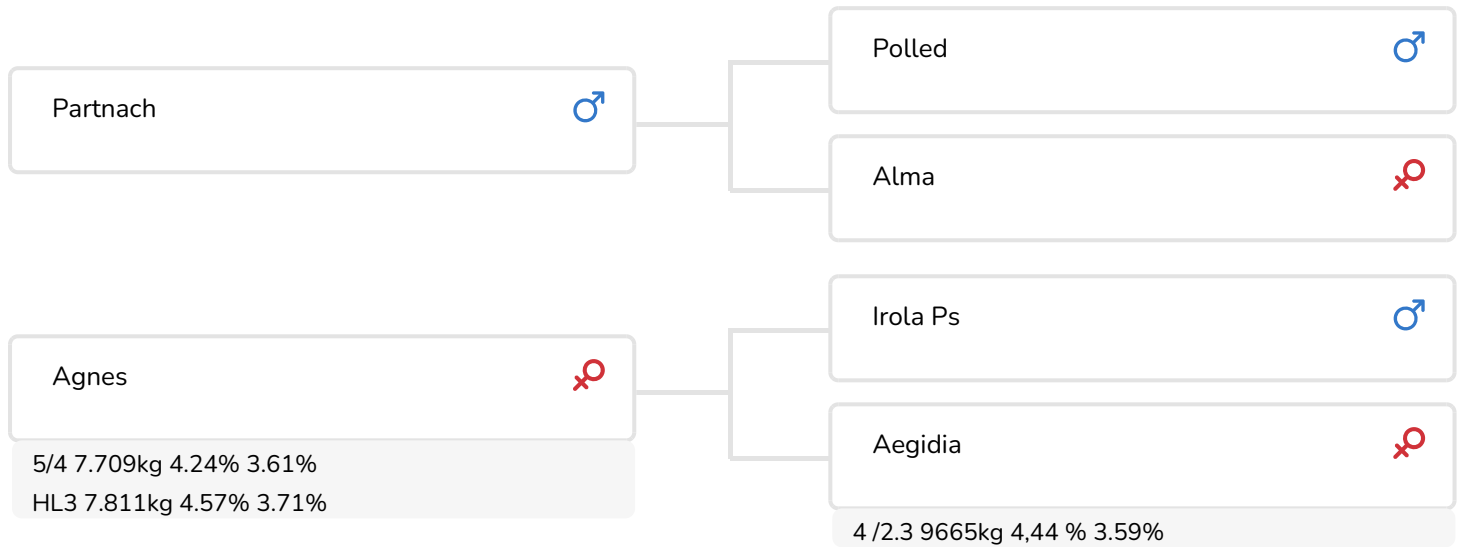 Partnach
Polled
Alma
Agnes
5/4 7.709kg 4.24% 3.61%
HL3 7.811kg 4.57% 3.71%
Irola Ps
Aegidia
4 /2.3 9665kg 4,44 % 3.59%